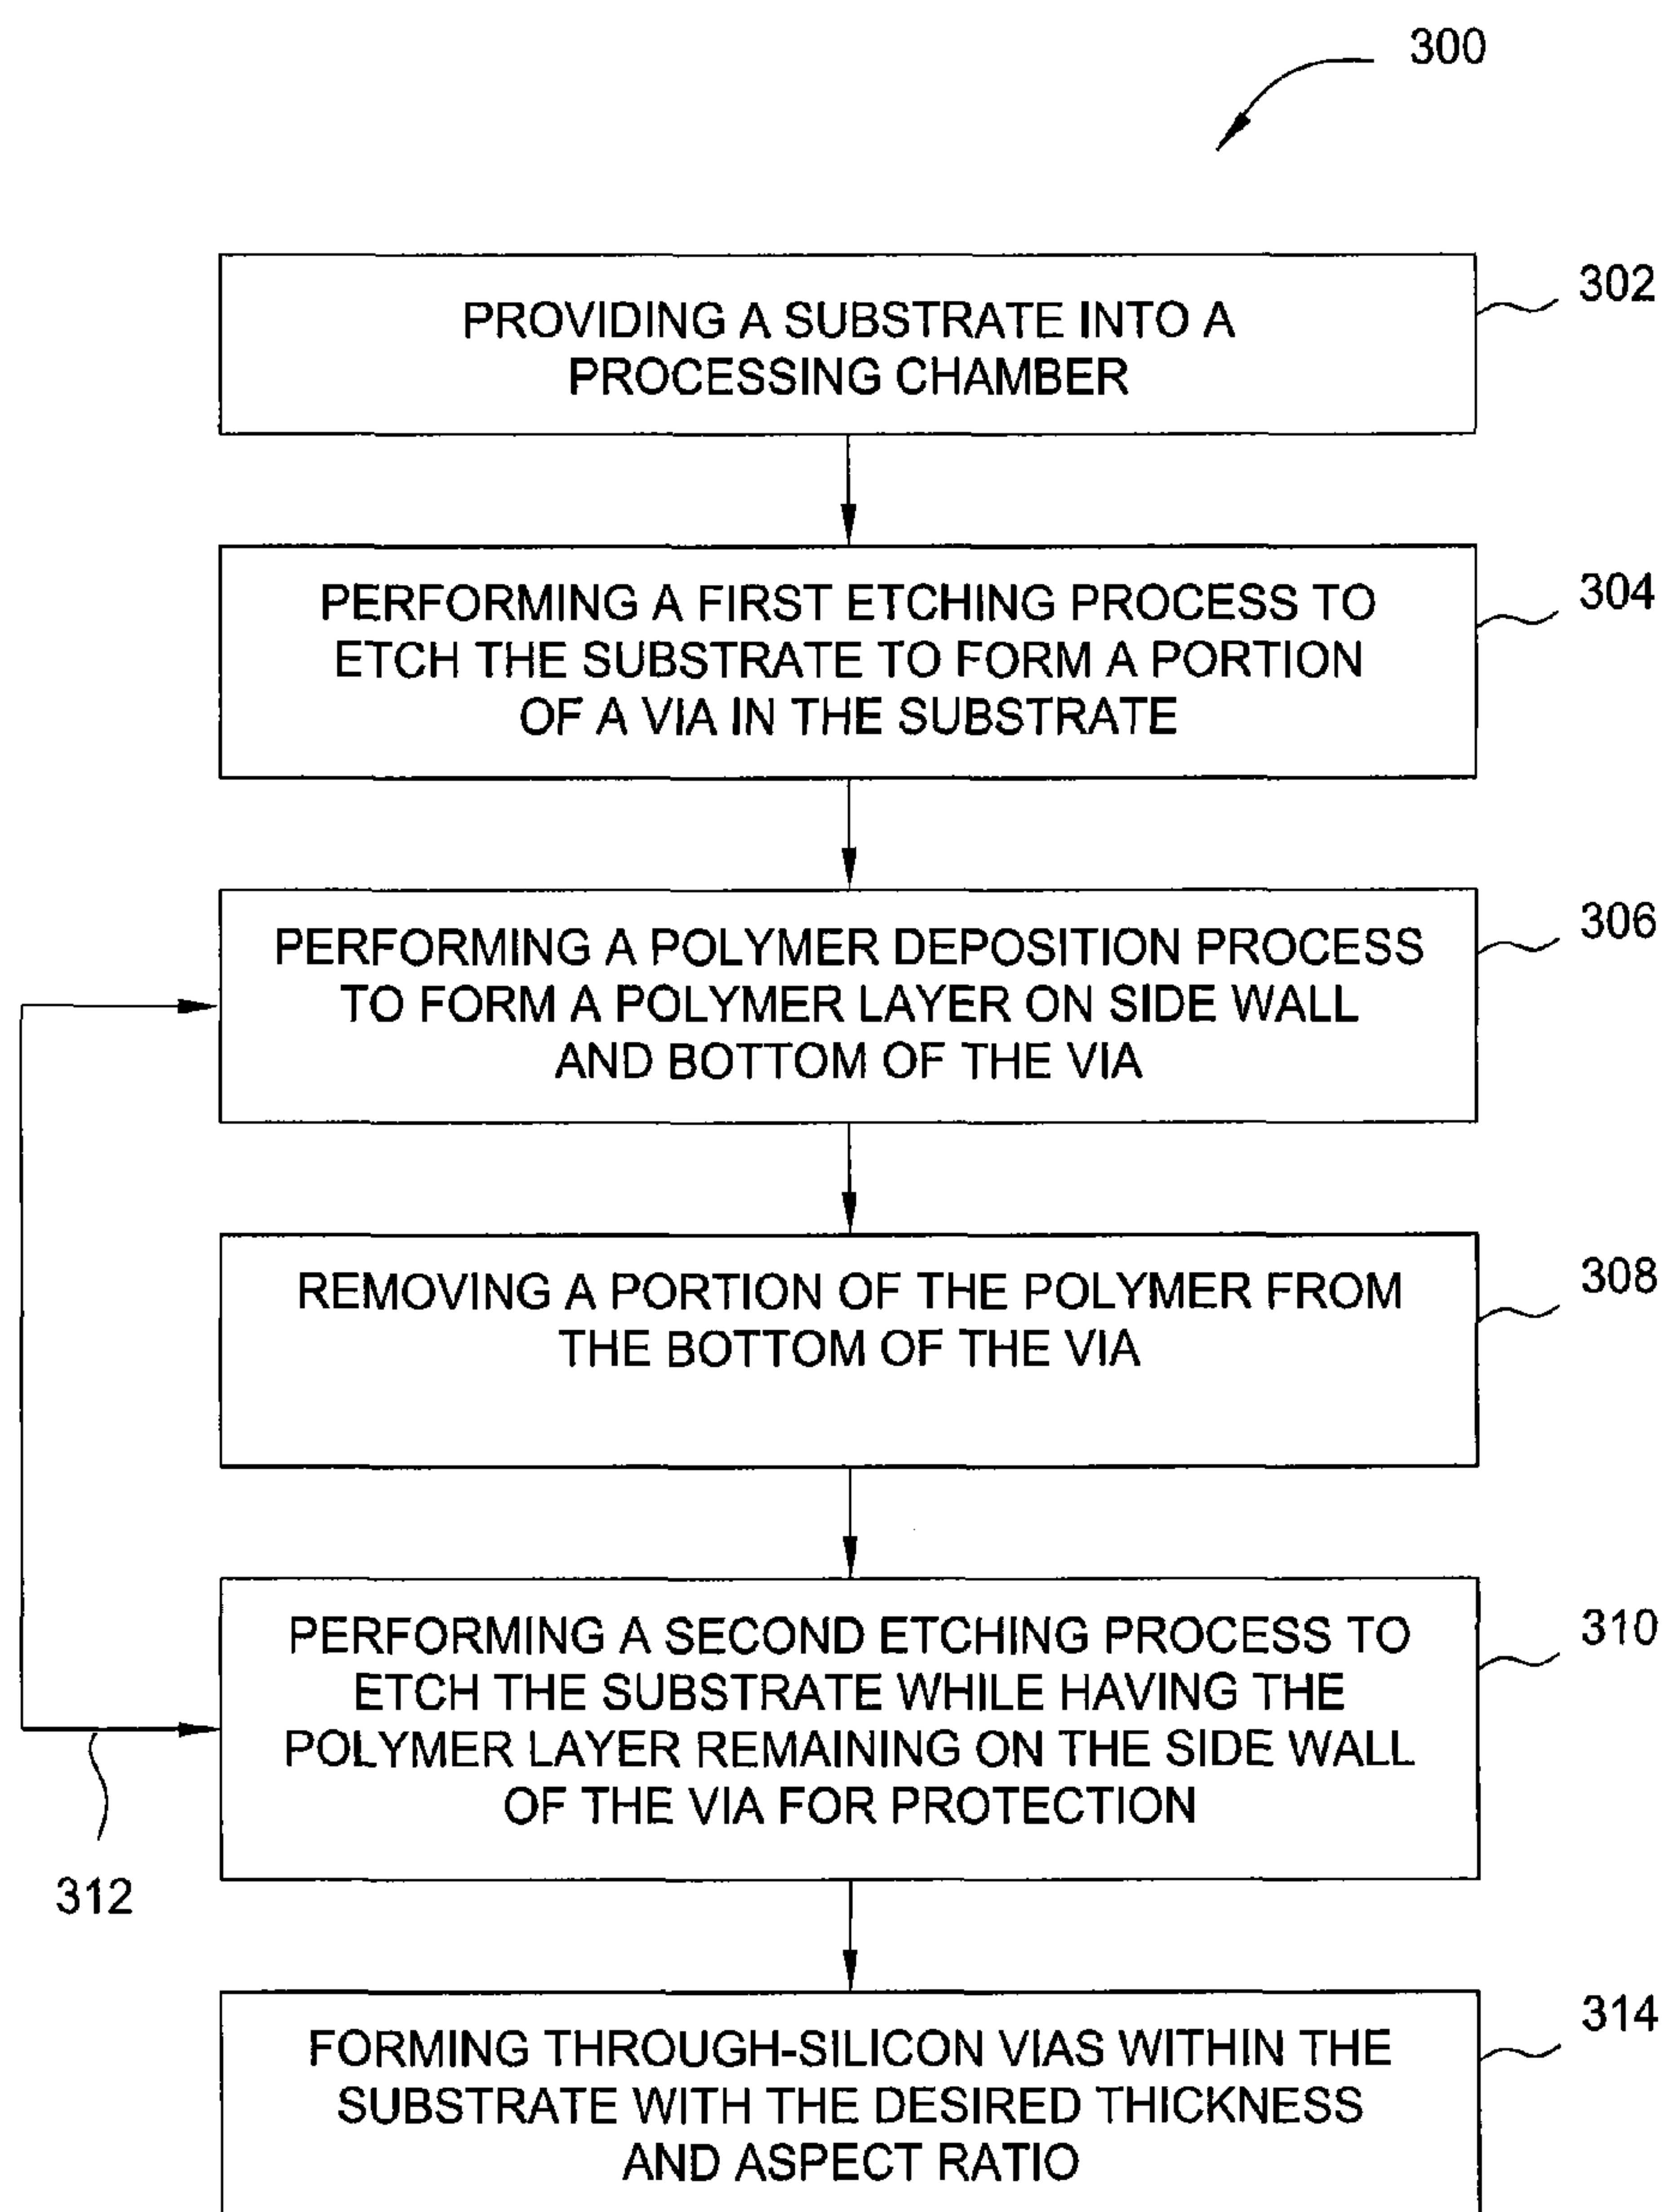 300
302
PROVIDING A SUBSTRATE INTO A
PROCESSING CHAMBER
304
PERFORMING A FIRST ETCHING PROCESS TO
ETCH THE SUBSTRATE TO FORM A PORTION
OF A VIA IN THE SUBSTRATE
306
PERFORMING A POLYMER DEPOSITION PROCESS
TO FORM A POLYMER LAYER ON SIDE WALL
AND BOTTOM OF THE VIA
308
REMOVING A PORTION OF THE POLYMER FROM
THE BOTTOM OF THE VIA
310
PERFORMING A SECOND ETCHING PROCESS TO
ETCH THE SUBSTRATE WHILE HAVING THE
POLYMER LAYER REMAINING ON THE SIDE WALL
OF THE VIA FOR PROTECTION
312
314
FORMING THROUGH-SILICON VIAS WITHIN THE
SUBSTRATE WITH THE DESIRED THICKNESS
AND ASPECT RATIO